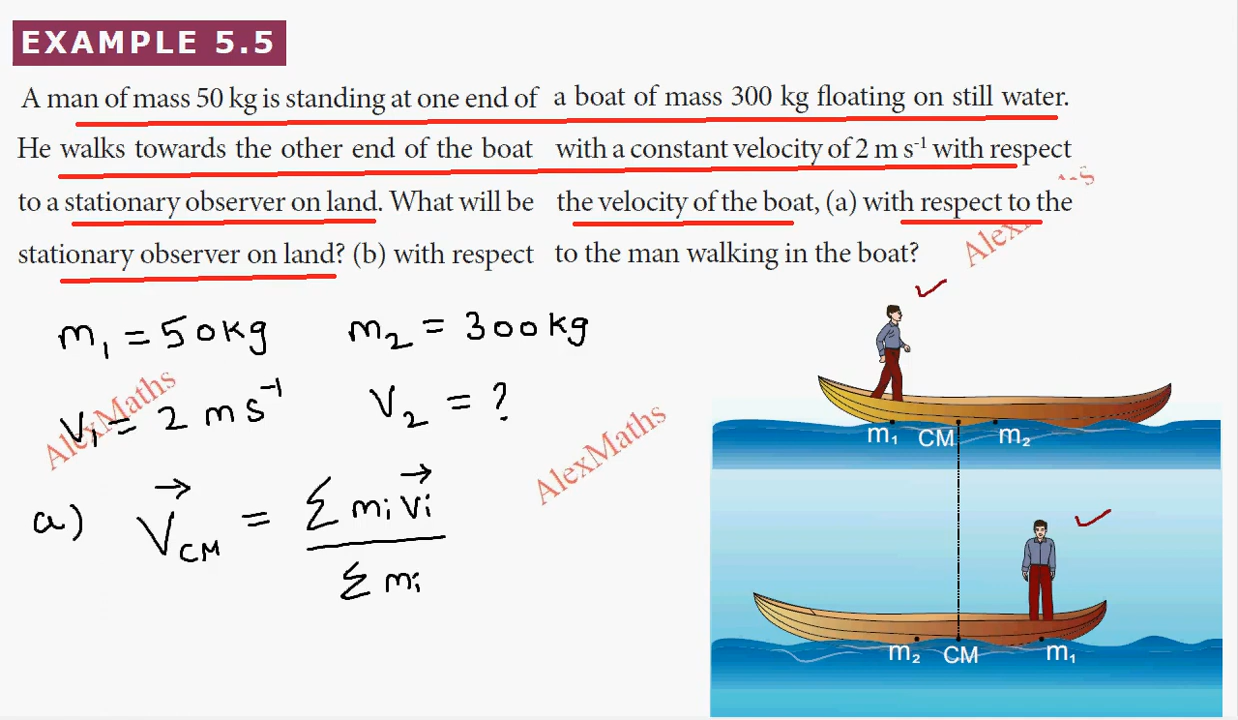 EXAMPLE 5.5
A man of mass 50 kg is standing at one end of a boat of mass 300 kg floating on still water.
He walks towards the other end of the boat with a constant velocity of 2 m s⁻¹ with respect
to a stationary observer on land. What will be the velocity of the boat, (a) with respect to the
stationary observer on land? (b) with respect to the man walking in the boat?
AlexMaths
m₁ = 50 kg m₂ = 300 kg
AlexMaths
v₁ = 2 m s⁻¹ v₂ = ?
m₁ CM m₂
AlexMaths
a) V⃗CM = Σ mᵢ v⃗ᵢ
Σ mᵢ
m₂ CM m₁